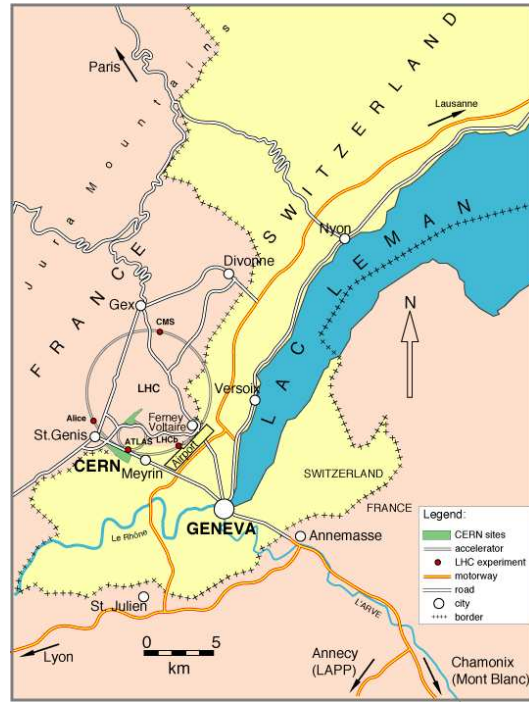 Paris
Jura Mountains
FRANCE
SWITZERLAND
Lausanne
Nyon
LAC LEMAN
Divonne
Gex
CMS
LHC
N
Versoix
Alice
Ferney
Voltaire
St.Genis
ATLAS
LHCb
Airport
CERN
Meyrin
SWITZERLAND
FRANCE
GENEVA
Le Rhône
Annemasse
Legend:
CERN sites
accelerator
LHC experiment
motorway
road
city
border
St. Julien
L'ARVE
0 5
km
Lyon
Annecy
(LAPP)
Chamonix
(Mont Blanc)